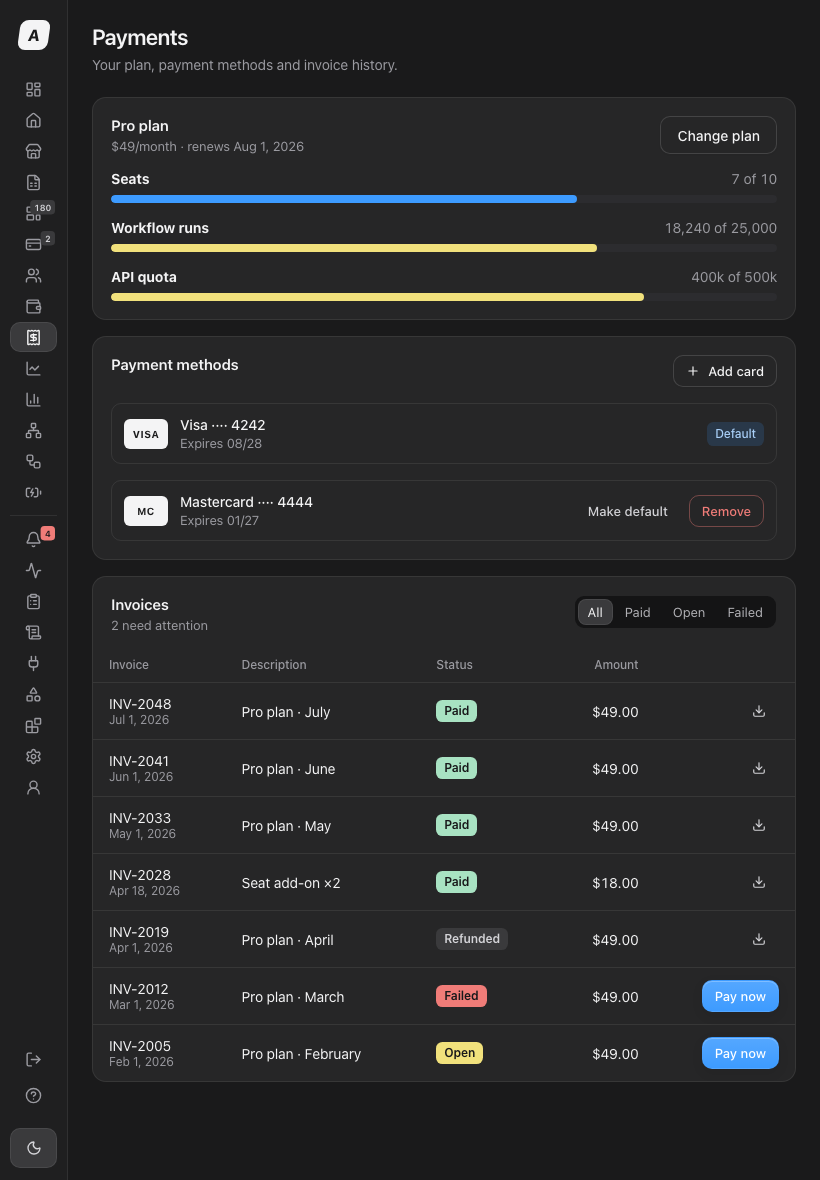 A
Payments
Your plan, payment methods and invoice history.
Pro plan
$49/month · renews Aug 1, 2026
Change plan
Seats
7 of 10
Workflow runs
18,240 of 25,000
API quota
400k of 500k
180
2
4
Payment methods
Add card
VISA
Visa ···· 4242
Expires 08/28
Default
MC
Mastercard ···· 4444
Expires 01/27
Make default
Remove
Invoices
2 need attention
All Paid Open Failed
Invoice Description Status Amount
INV-2048
Jul 1, 2026
Pro plan · July
Paid
$49.00
INV-2041
Jun 1, 2026
Pro plan · June
Paid
$49.00
INV-2033
May 1, 2026
Pro plan · May
Paid
$49.00
INV-2028
Apr 18, 2026
Seat add-on ×2
Paid
$18.00
INV-2019
Apr 1, 2026
Pro plan · April
Refunded
$49.00
INV-2012
Mar 1, 2026
Pro plan · March
Failed
$49.00
Pay now
INV-2005
Feb 1, 2026
Pro plan · February
Open
$49.00
Pay now